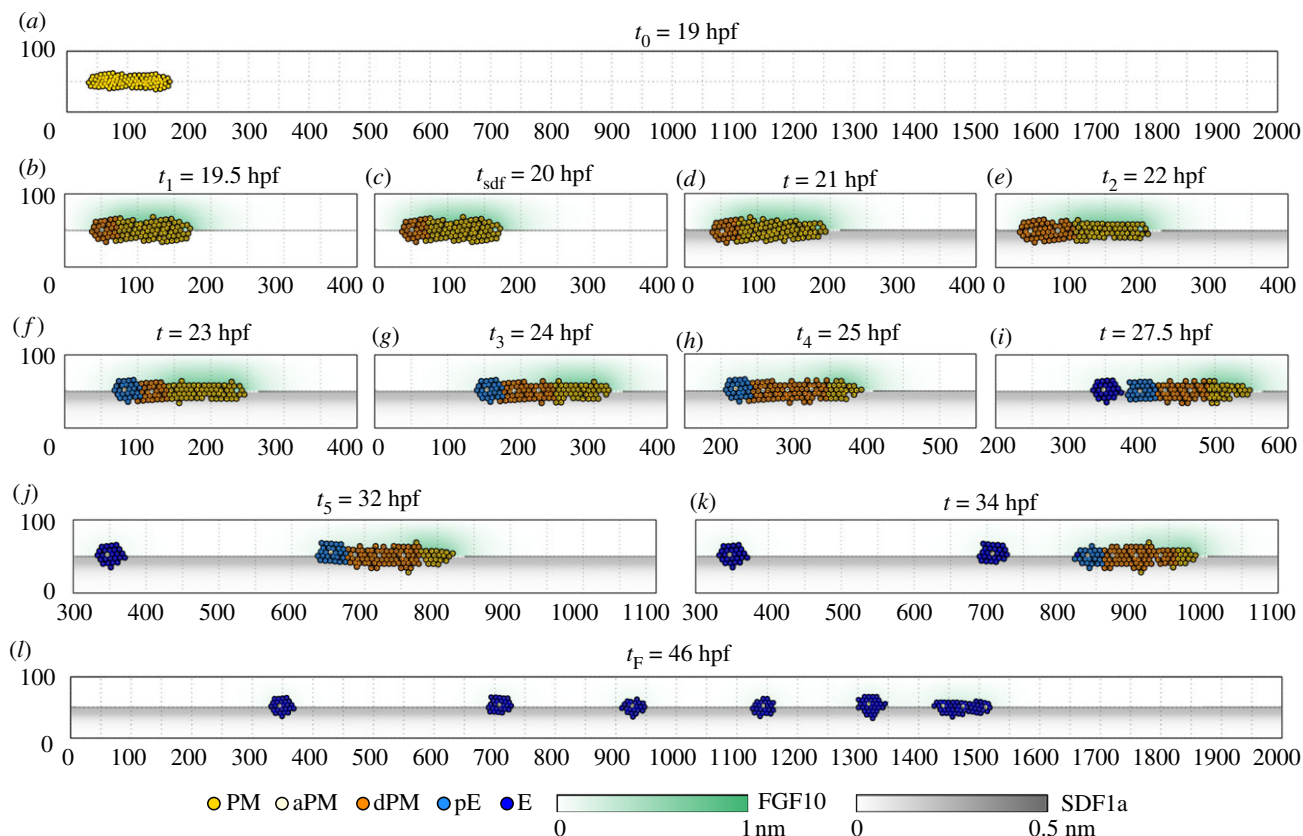 (a)
t0 = 19 hpf
100
0 100 200 300 400 500 600 700 800 900 1000 1100 1200 1300 1400 1500 1600 1700 1800 1900 2000
(b) t1 = 19.5 hpf (c) tsdf = 20 hpf (d) t = 21 hpf (e) t2 = 22 hpf
100
0
0 100 200 300 400 0 100 200 300 400 0 100 200 300 400 0 100 200 300 400
(f) t = 23 hpf (g) t3 = 24 hpf (h) t4 = 25 hpf (i) t = 27.5 hpf
100
0
0 100 200 300 400 0 100 200 300 400 200 300 400 500 200 300 400 500 600
(j) t5 = 32 hpf (k) t = 34 hpf
100
0
300 400 500 600 700 800 900 1000 1100 300 400 500 600 700 800 900 1000 1100
(l) tF = 46 hpf
100
0
0 100 200 300 400 500 600 700 800 900 1000 1100 1200 1300 1400 1500 1600 1700 1800 1900 2000
PM aPM dPM pE E FGF10 SDF1a
0 1 nm 0 0.5 nm